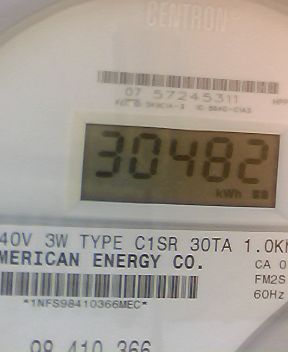 CENTRON
07 57245311
30482
kWh
40V 3W TYPE C1SR 30TA 1.0K
MERICAN ENERGY CO.
CA 0
FM2S
60Hz
*1NFS98410366MEC*
98 410 366